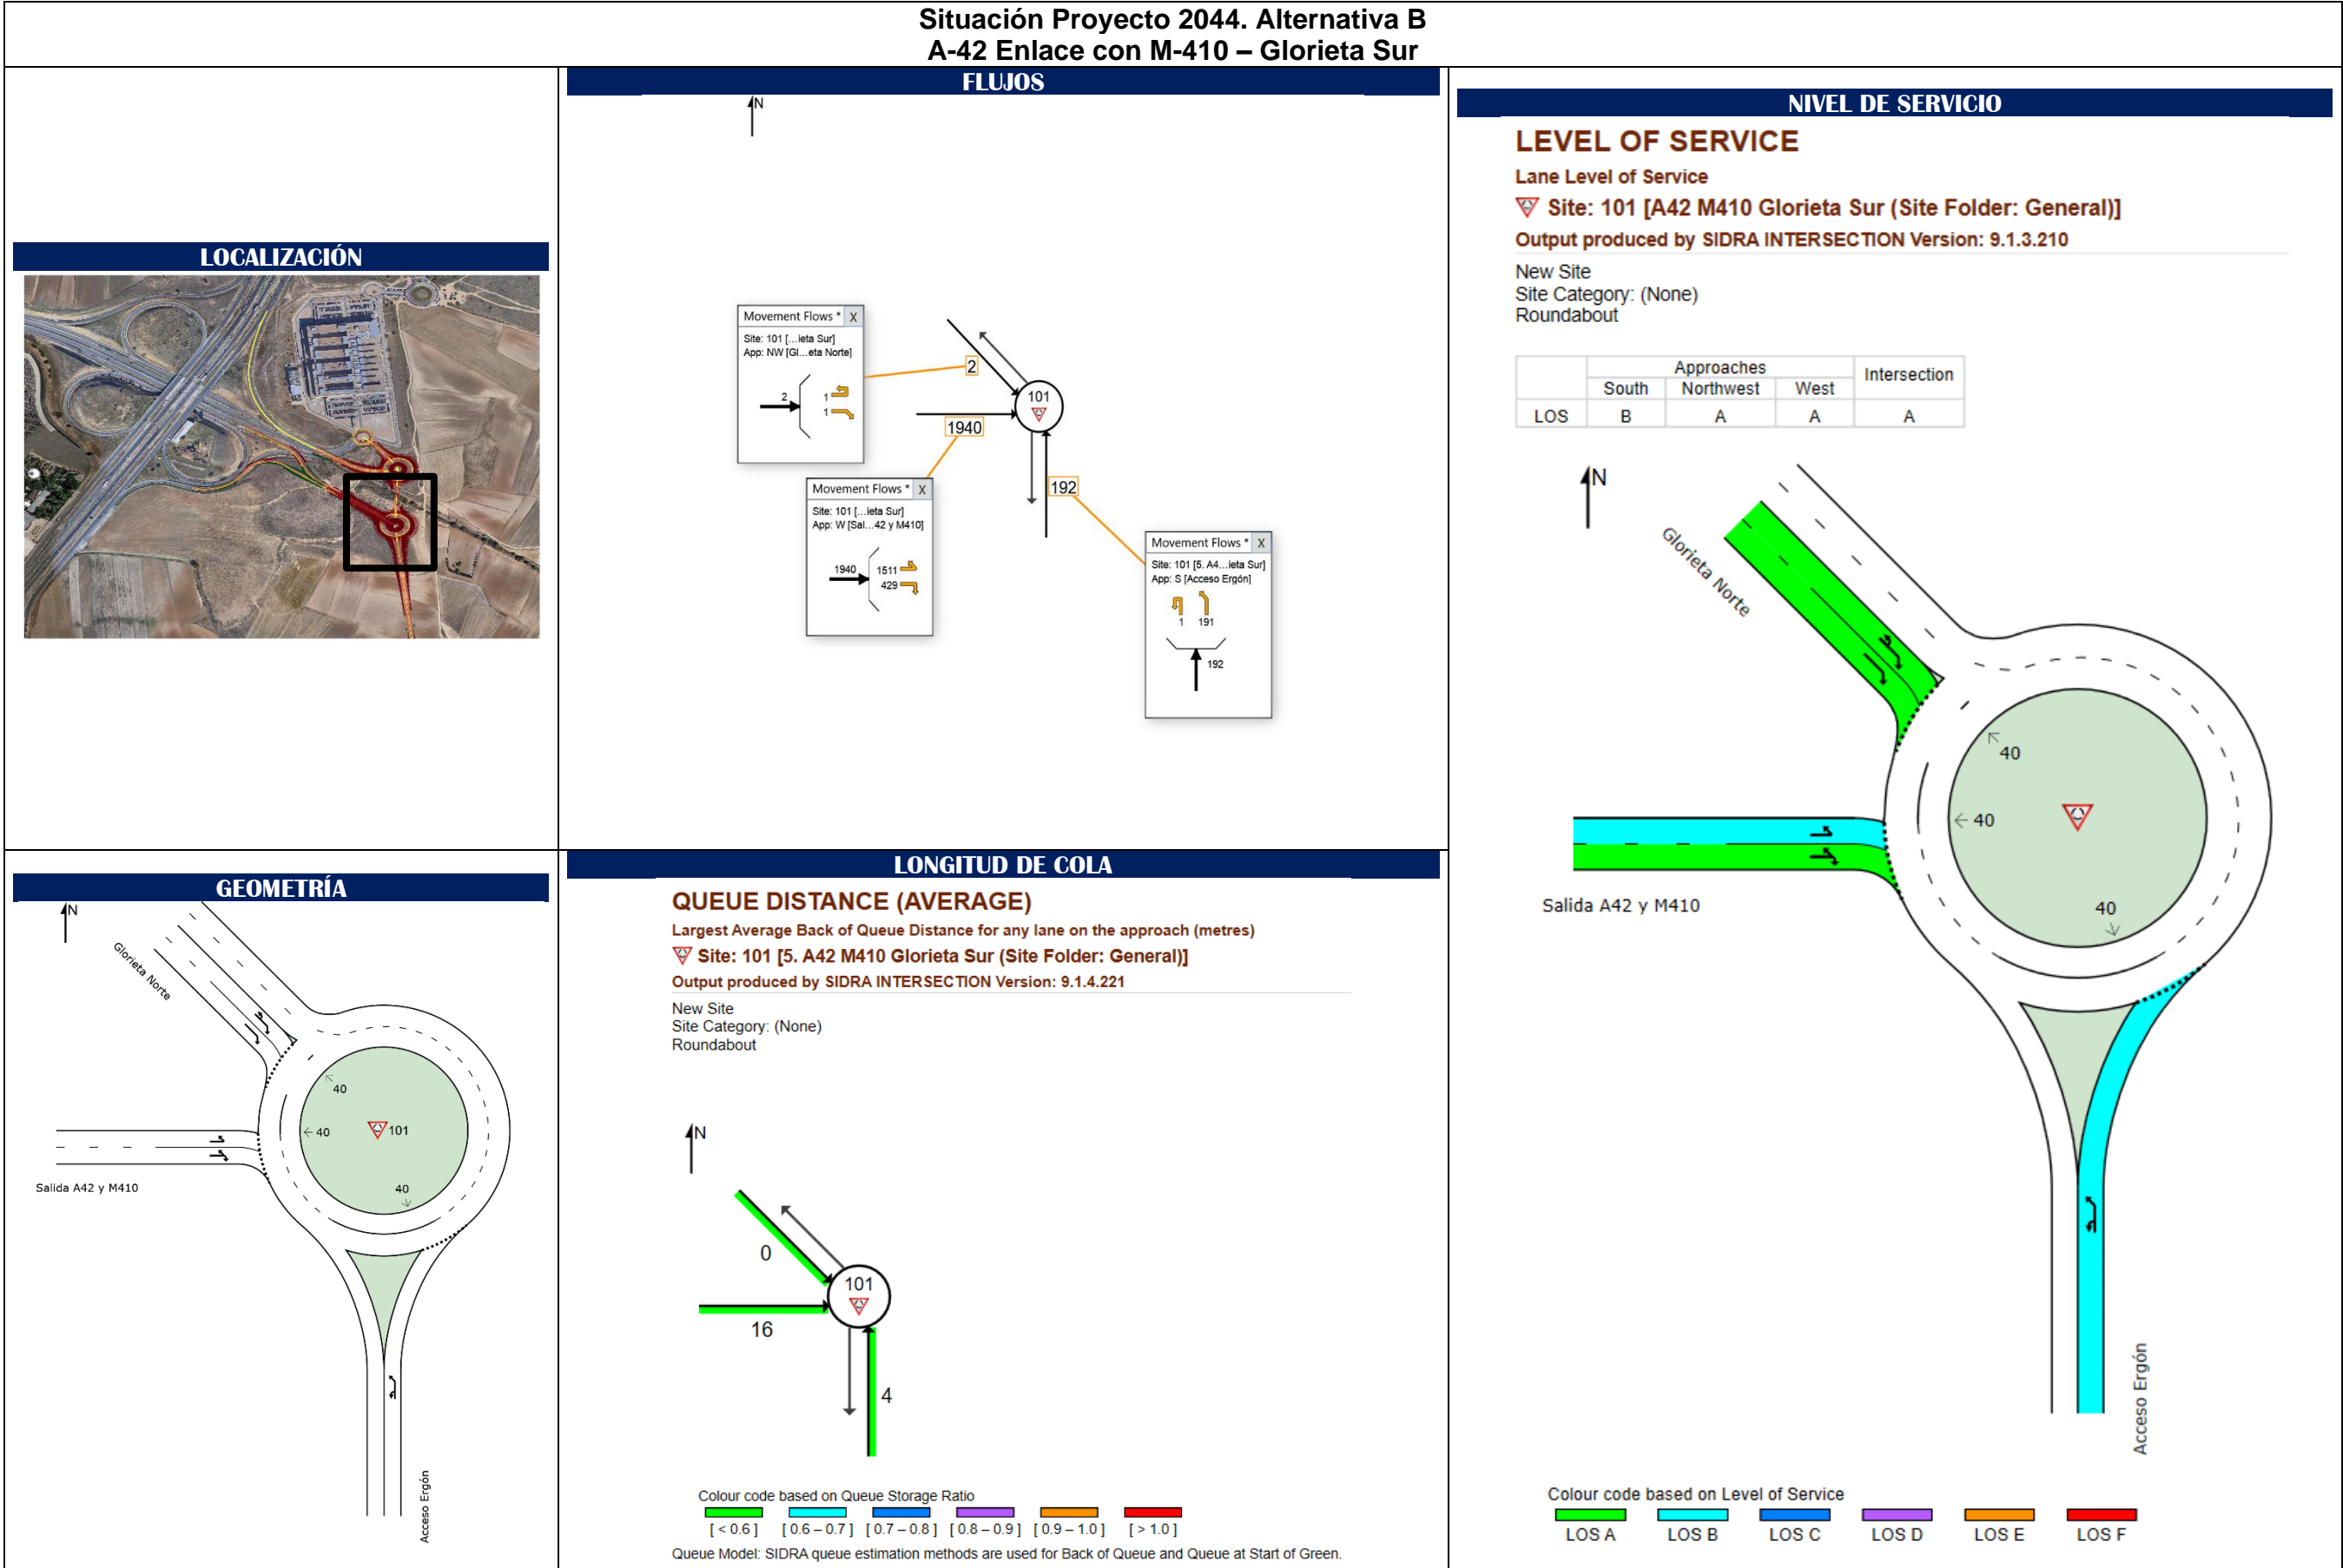 Situación Proyecto 2044. Alternativa B
A-42 Enlace con M-410 – Glorieta Sur
LOCALIZACIÓN
FLUJOS
N
Movement Flows * X
Site: 101 [...ieta Sur]
App: NW [Gl...eta Norte]
2
1
1
2
101
1940
Movement Flows * X
Site: 101 [...ieta Sur]
App: W [Sal...42 y M410]
1940
1511
429
192
Movement Flows * X
Site: 101 [5. A4...ieta Sur]
App: S [Acceso Ergón]
1 191
192
NIVEL DE SERVICIO
LEVEL OF SERVICE
Lane Level of Service
Site: 101 [A42 M410 Glorieta Sur (Site Folder: General)]
Output produced by SIDRA INTERSECTION Version: 9.1.3.210
New Site
Site Category: (None)
Roundabout
Approaches Intersection
South Northwest West
LOS B A A A
N
Glorieta Norte
40
40
40
Salida A42 y M410
Acceso Ergón
Colour code based on Level of Service
LOS A LOS B LOS C LOS D LOS E LOS F
GEOMETRÍA
N
Glorieta Norte
40
40
101
40
Salida A42 y M410
Acceso Ergón
LONGITUD DE COLA
QUEUE DISTANCE (AVERAGE)
Largest Average Back of Queue Distance for any lane on the approach (metres)
Site: 101 [5. A42 M410 Glorieta Sur (Site Folder: General)]
Output produced by SIDRA INTERSECTION Version: 9.1.4.221
New Site
Site Category: (None)
Roundabout
N
0
101
16
4
Colour code based on Queue Storage Ratio
[ < 0.6 ] [ 0.6 – 0.7 ] [ 0.7 – 0.8 ] [ 0.8 – 0.9 ] [ 0.9 – 1.0 ] [ > 1.0 ]
Queue Model: SIDRA queue estimation methods are used for Back of Queue and Queue at Start of Green.